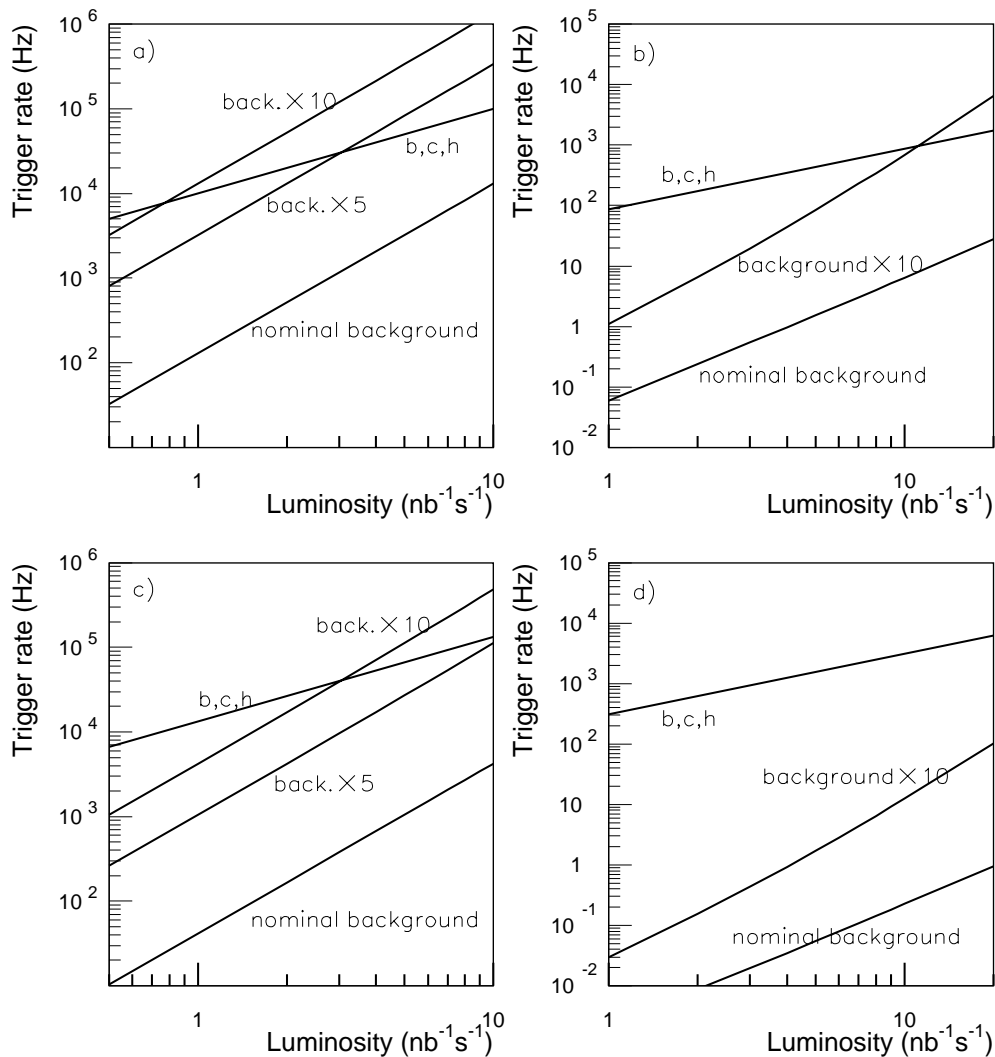 a)
Trigger rate (Hz)
10^6
10^5
10^4
10^3
10^2
back.×10
b,c,h
back.×5
nominal background
1
10
Luminosity (nb^-1s^-1)
b)
Trigger rate (Hz)
10^5
10^4
10^3
10^2
10
1
10^-1
10^-2
b,c,h
background×10
nominal background
1
10
Luminosity (nb^-1s^-1)
c)
Trigger rate (Hz)
10^6
10^5
10^4
10^3
10^2
back.×10
b,c,h
back.×5
nominal background
1
10
Luminosity (nb^-1s^-1)
d)
Trigger rate (Hz)
10^5
10^4
10^3
10^2
10
1
10^-1
10^-2
b,c,h
background×10
nominal background
1
10
Luminosity (nb^-1s^-1)